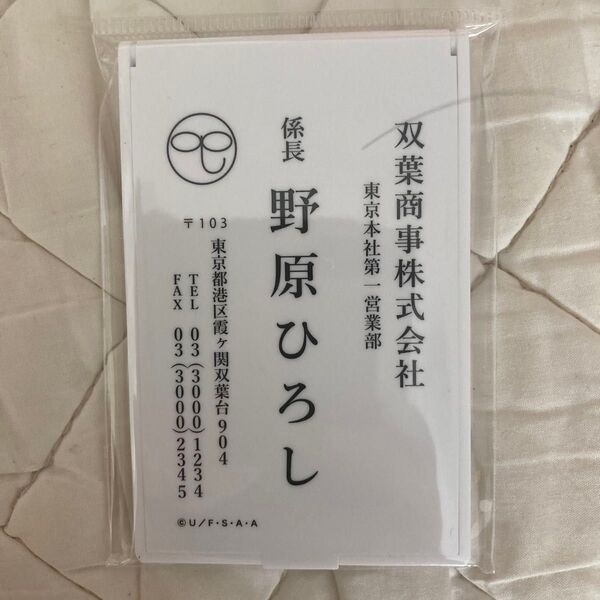 双葉商事株式会社
東京本社第一営業部
係長
野原ひろし
〒103
東京都港区霞ヶ関双葉台904
TEL 03(3000)1234
FAX 03(3000)2345
©U/F・S・A・A